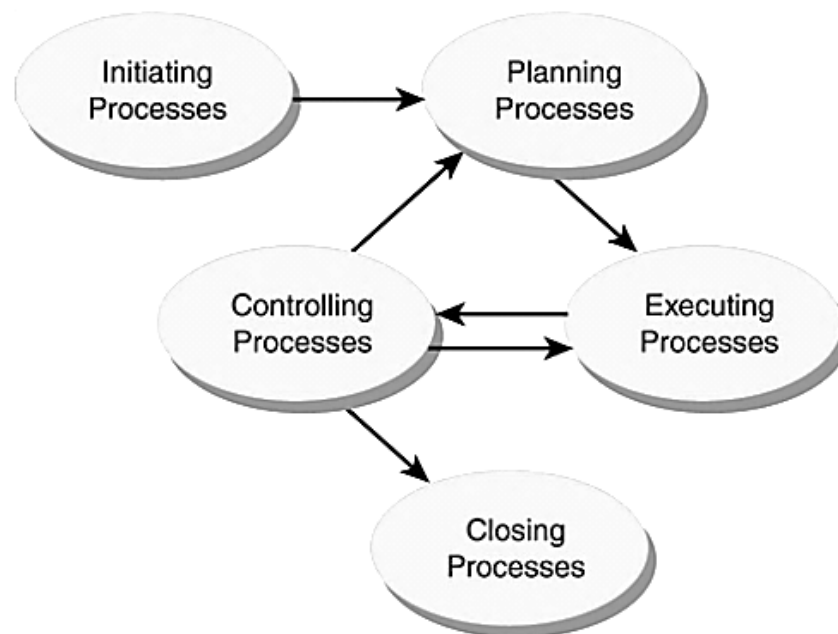 Initiating
Processes
Planning
Processes
Controlling
Processes
Executing
Processes
Closing
Processes